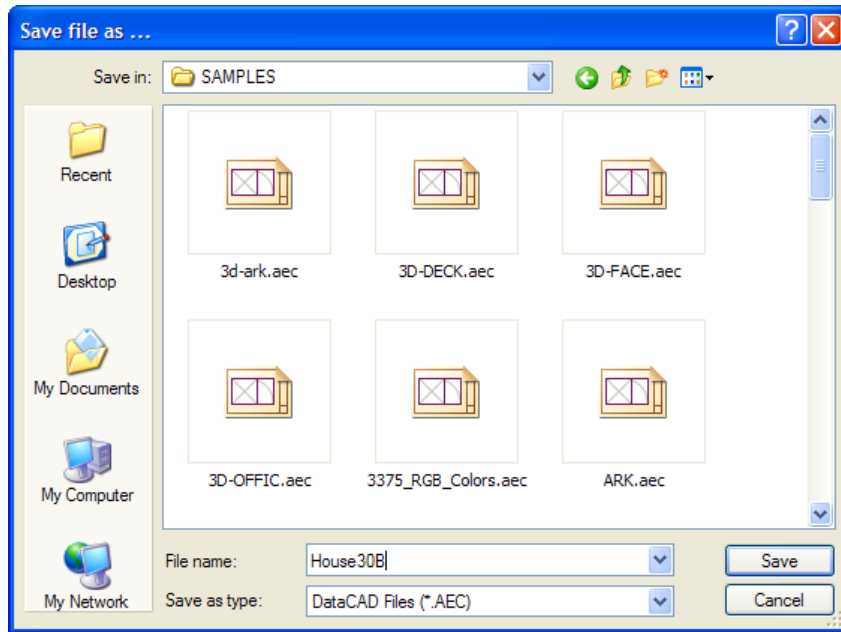 Save file as ...
Save in: SAMPLES
Recent
Desktop
My Documents
My Computer
My Network
3d-ark.aec 3D-DECK.aec 3D-FACE.aec
3D-OFFIC.aec 3375_RGB_Colors.aec ARK.aec
File name: House30B Save
Save as type: DataCAD Files (*.AEC) Cancel